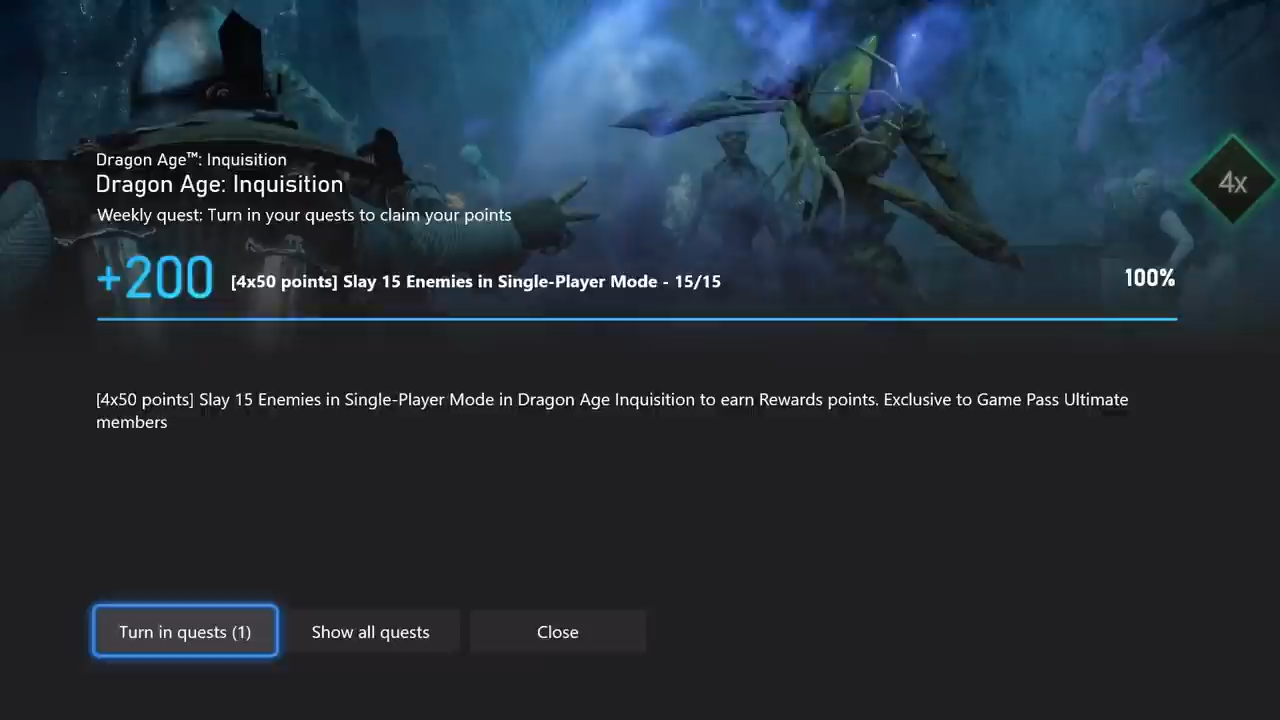 Dragon Age™: Inquisition
Dragon Age: Inquisition
4x
Weekly quest: Turn in your quests to claim your points
+200 [4x50 points] Slay 15 Enemies in Single-Player Mode - 15/15 100%
[4x50 points] Slay 15 Enemies in Single-Player Mode in Dragon Age Inquisition to earn Rewards points. Exclusive to Game Pass Ultimate
members
Turn in quests (1) Show all quests Close